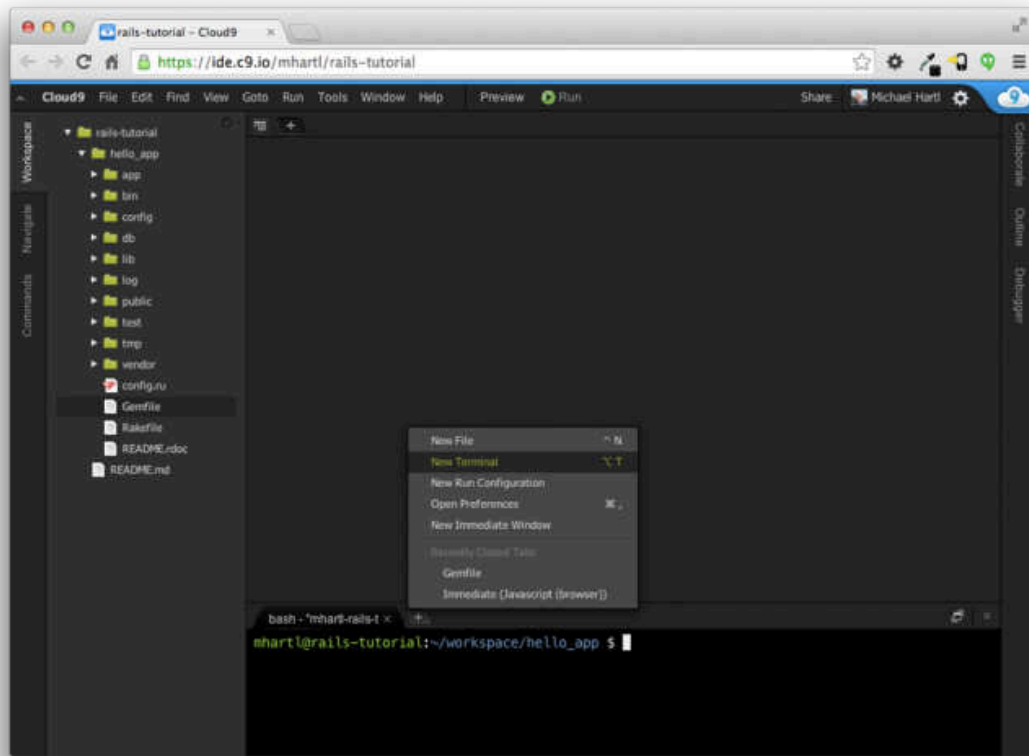 rails-tutorial - Cloud9
https://ide.c9.io/mhartl/rails-tutorial
Cloud9 File Edit Find View Goto Run Tools Window Help Preview Run Share Michael Hartl
Workspace
Navigate
Commands
rails-tutorial
hello_app
app
bin
config
db
lib
log
public
test
tmp
vendor
config.ru
Gemfile
Rakefile
README.rdoc
README.md
New File ^ N
New Terminal ⌥ T
New Run Configuration
Open Preferences ⌘ ,
New Immediate Window
Recently Closed Tabs
Gemfile
Immediate (Javascript (browser))
bash - "mhartl-rails-t
mhartl@rails-tutorial:~/workspace/hello_app $
Collaborate
Outline
Debugger